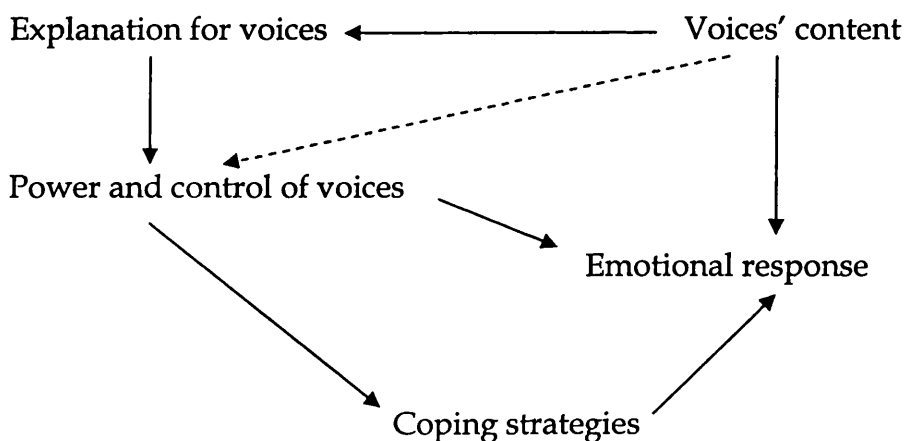 Explanation for voices
Voices’ content
Power and control of voices
Emotional response
Coping strategies